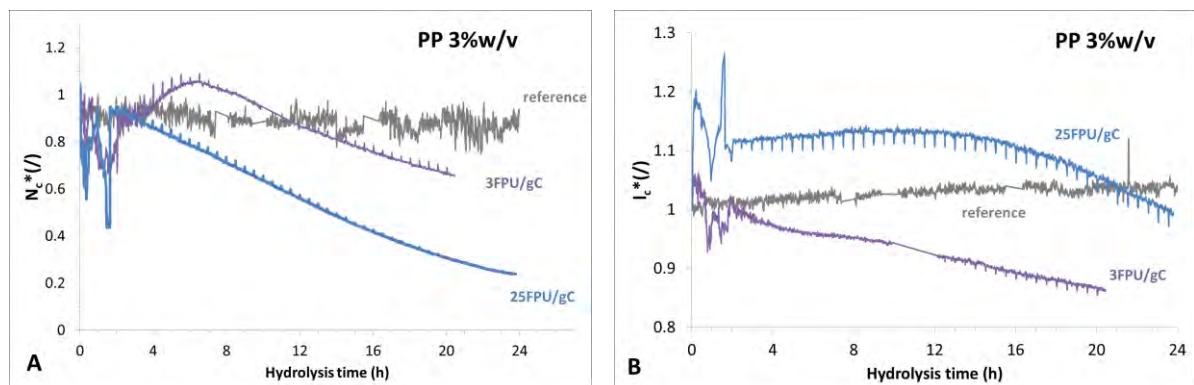 PP 3%w/v
1.2
1
0.8
0.6
0.4
0.2
0
N_c*(/)
reference
3FPU/gC
25FPU/gC
0 4 8 12 16 20 24
A
Hydrolysis time (h)
PP 3%w/v
1.3
1.2
1.1
1
0.9
0.8
I_c*(/)
25FPU/gC
reference
3FPU/gC
0 4 8 12 16 20 24
B
Hydrolysis time (h)